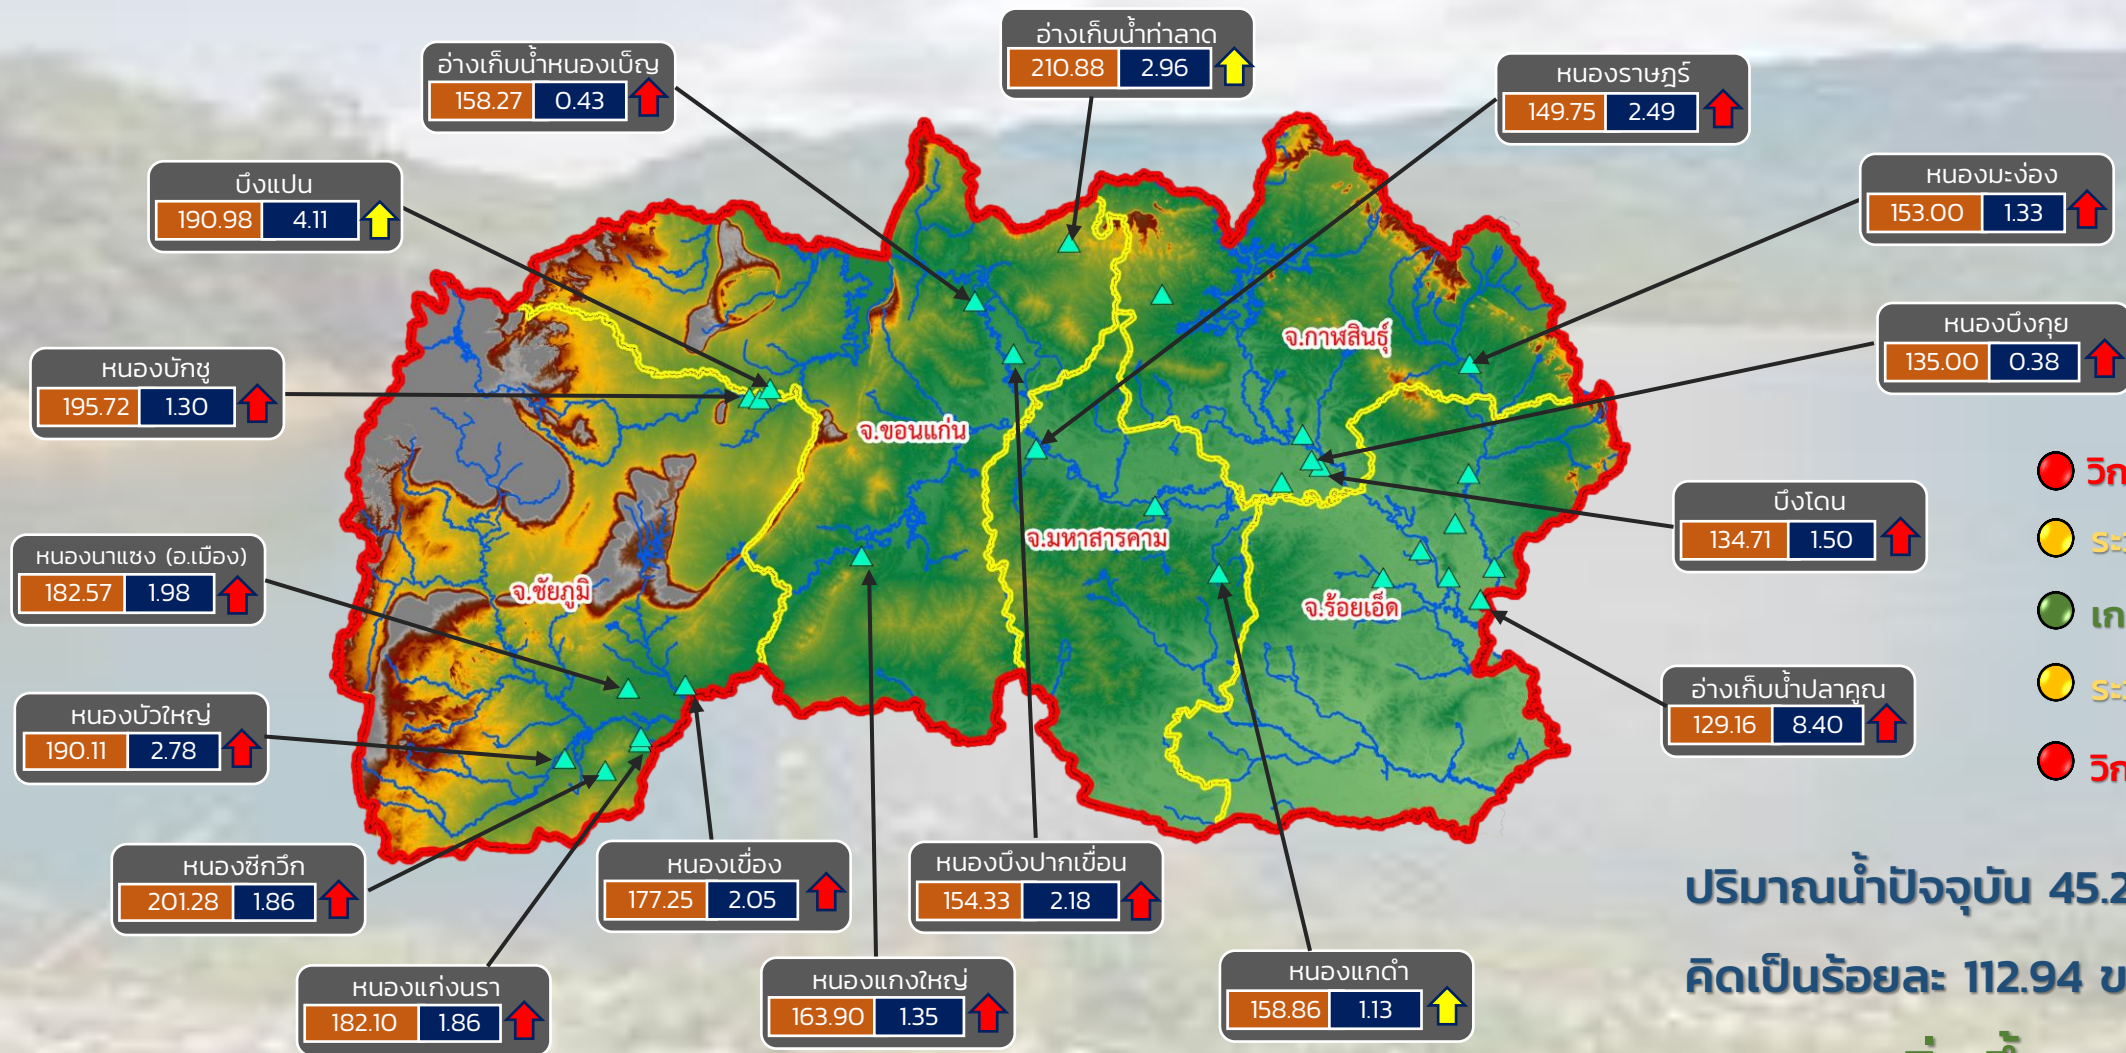 อ่างเก็บน้ำท่าลาด
210.88 2.96
อ่างเก็บน้ำหนองเบ็ญ
158.27 0.43
หนองราษฎร์
149.75 2.49
บึงแปน
190.98 4.11
หนองมะง่อง
153.00 1.33
หนองบึงกุย
135.00 0.38
หนองบักซู
195.72 1.30
จ.กาฬสินธุ์
จ.ขอนแก่น
บึงโดน
134.71 1.50
หนองนาแซง (อ.เมือง)
182.57 1.98
จ.มหาสารคาม
จ.ชัยภูมิ
จ.ร้อยเอ็ด
อ่างเก็บน้ำปลาคูณ
129.16 8.40
หนองบัวใหญ่
190.11 2.78
หนองซีกวึก
201.28 1.86
หนองเขื่อง
177.25 2.05
หนองบึงปากเขื่อน
154.33 2.18
หนองแก่งนรา
182.10 1.86
หนองแกงใหญ่
163.90 1.35
หนองแกดำ
158.86 1.13
วิก
ระ
เก
ระ
วิก
ปริมาณน้ำปัจจุบัน 45.2
คิดเป็นร้อยละ 112.94 ข